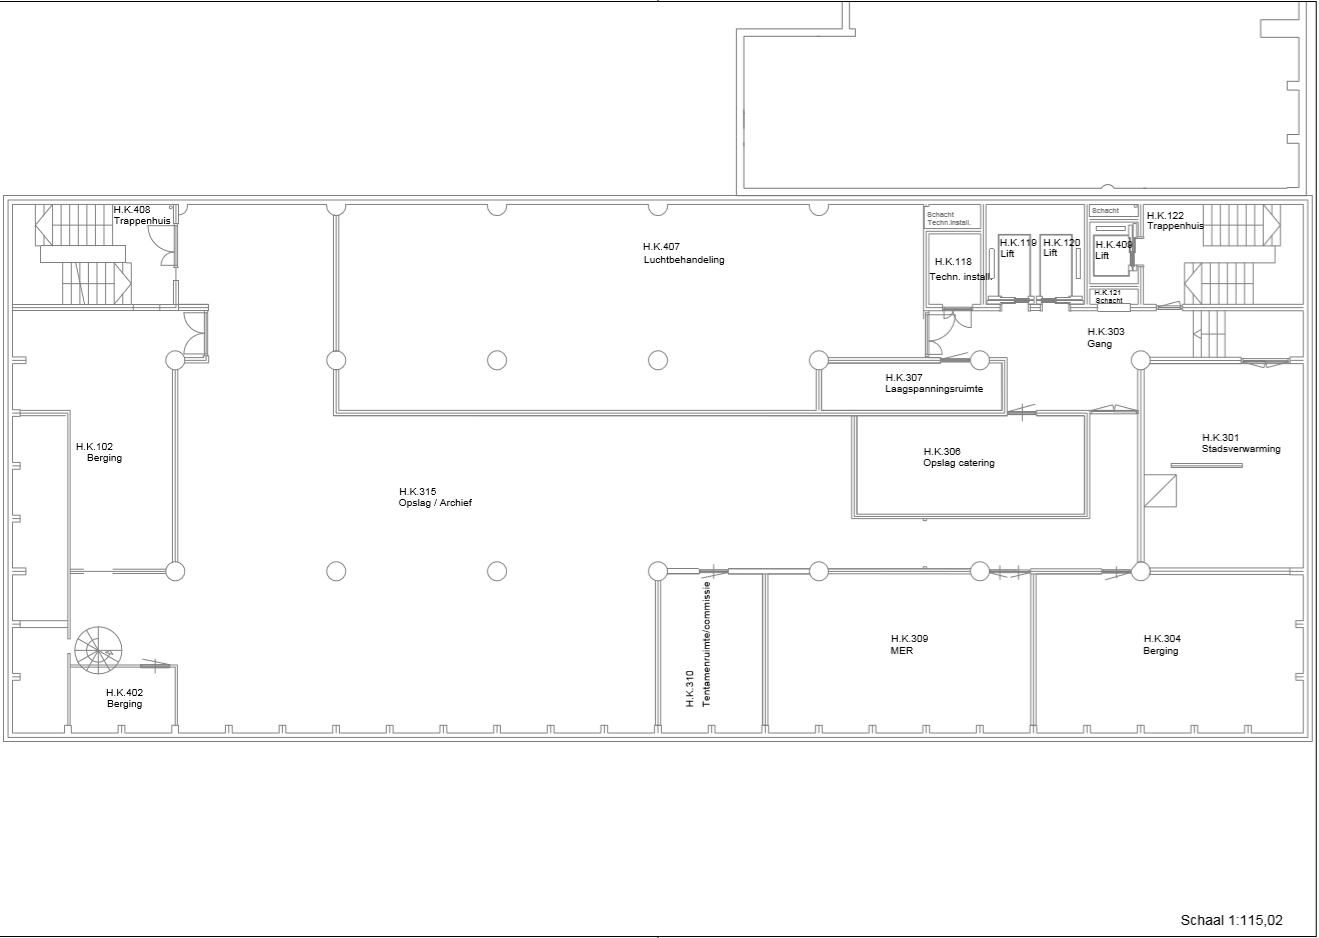 H.K.408
Trappenhuis
H.K.407
Luchtbehandeling
Schacht
Techn.Install.
H.K.118
Techn. install.
H.K.119
Lift
H.K.120
Lift
Schacht
H.K.409
Lift
H.K.121
Schacht
H.K.122
Trappenhuis
H.K.303
Gang
H.K.307
Laagspanningsruimte
H.K.102
Berging
H.K.315
Opslag / Archief
H.K.306
Opslag catering
H.K.301
Stadsverwarming
H.K.310
Tentamenruimte/commissie
H.K.309
MER
H.K.304
Berging
H.K.402
Berging
Schaal 1:115,02